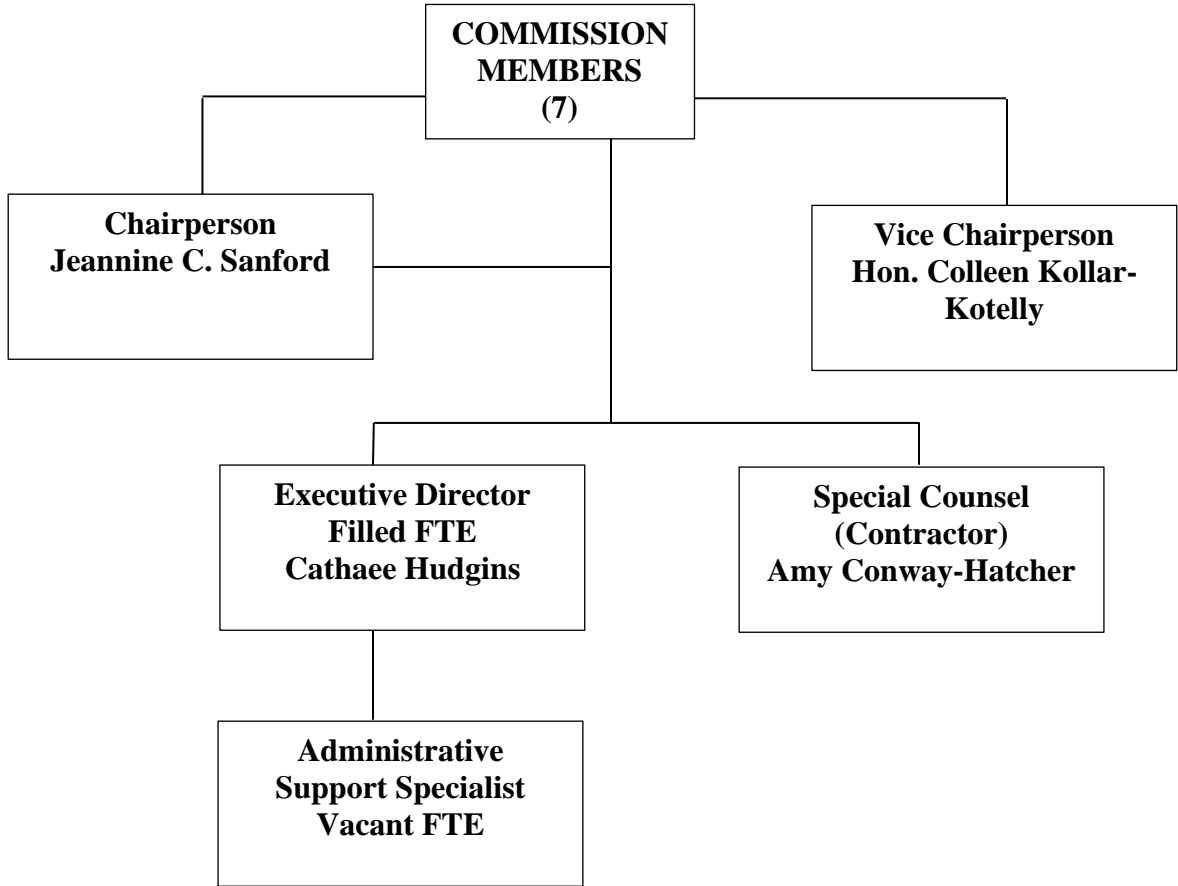 COMMISSION
MEMBERS
(7)
Chairperson
Jeannine C. Sanford
Vice Chairperson
Hon. Colleen Kollar-
Kotelly
Executive Director
Filled FTE
Cathaee Hudgins
Special Counsel
(Contractor)
Amy Conway-Hatcher
Administrative
Support Specialist
Vacant FTE